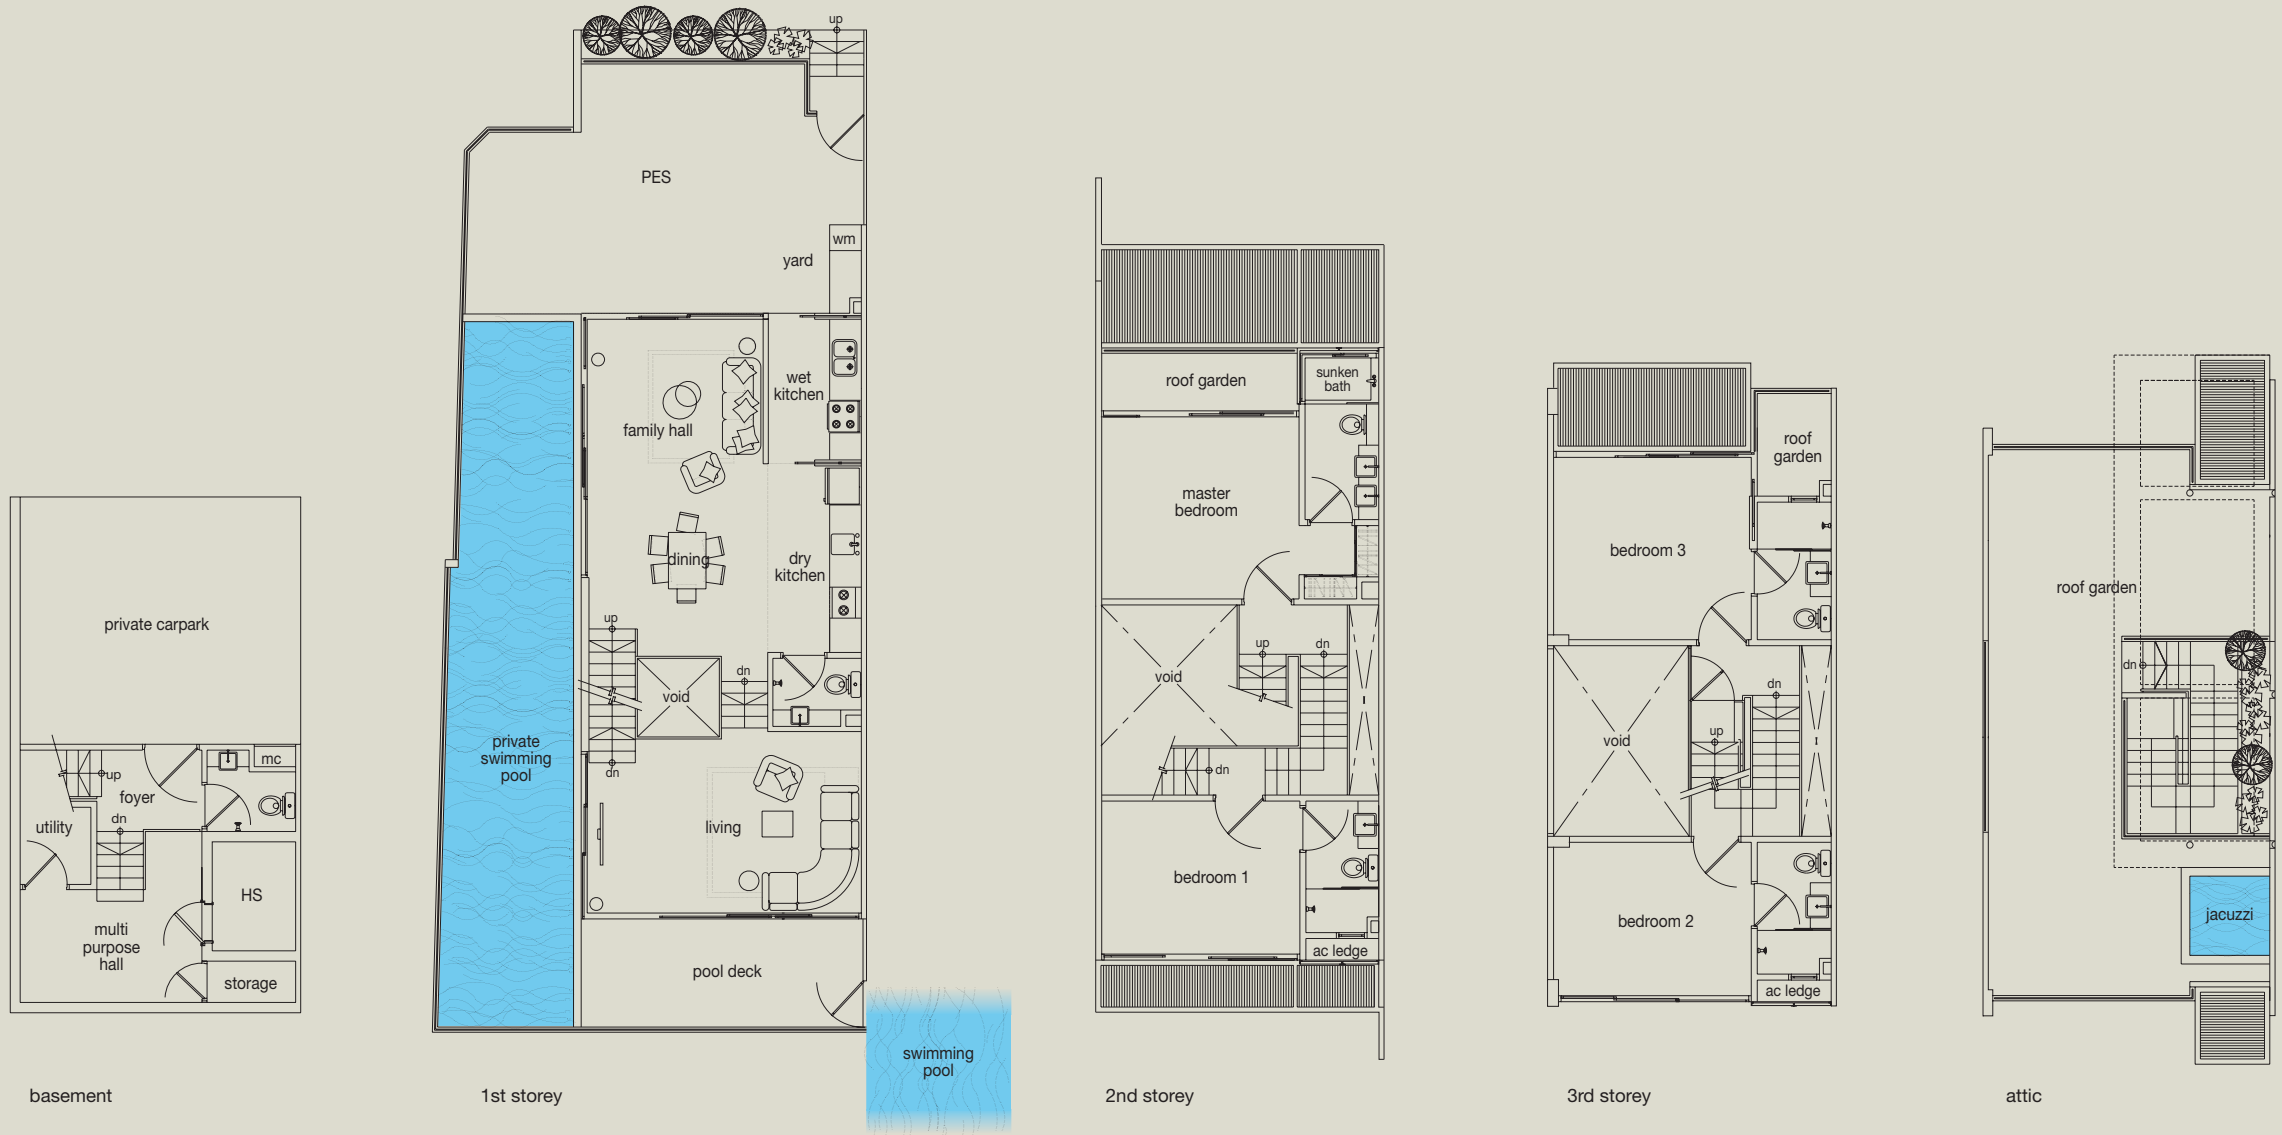 private carpark
up
mc
foyer
dn
utility
HS
multi
purpose
hall
storage
basement
up
PES
wm
yard
wet
kitchen
family hall
dining
dry
kitchen
up
void
dn
private
swimming
pool
dn
living
pool deck
swimming
pool
1st storey
roof garden
sunken
bath
master
bedroom
up
dn
void
dn
bedroom 1
ac ledge
2nd storey
roof
garden
bedroom 3
dn
up
void
bedroom 2
ac ledge
3rd storey
roof garden
dn
jacuzzi
attic